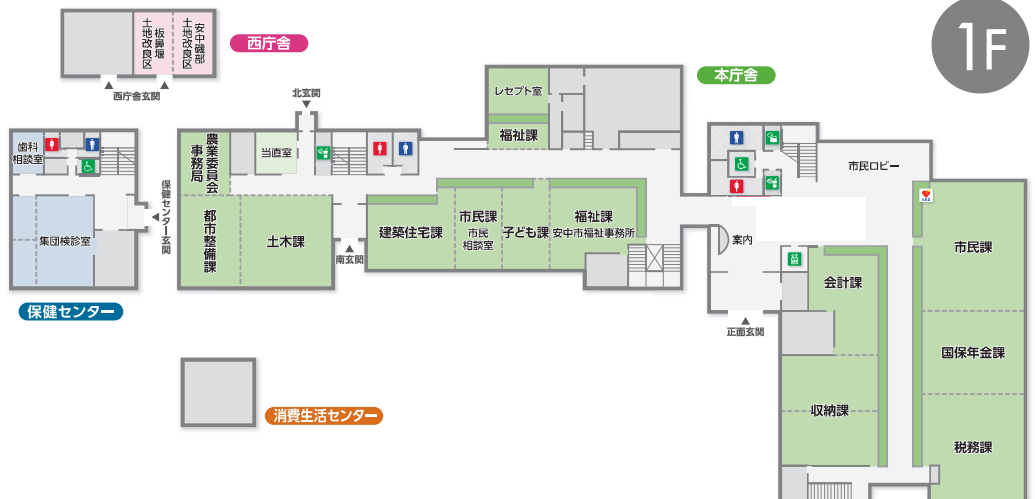 1F
西庁舎
土地改良区
板鼻堰
土地改良区
安中磯部
西庁舎玄関
本庁舎
北玄関
レセプト室
福祉課
歯科
相談室
集団検診室
保健センター玄関
保健センター
農業委員会
事務局
当直室
都市整備課
土木課
南玄関
建築住宅課
市民課
市民
相談室
子ども課
福祉課
安中市福祉事務所
市民ロビー
AED
案内
正面玄関
会計課
市民課
国保年金課
収納課
税務課
消費生活センター